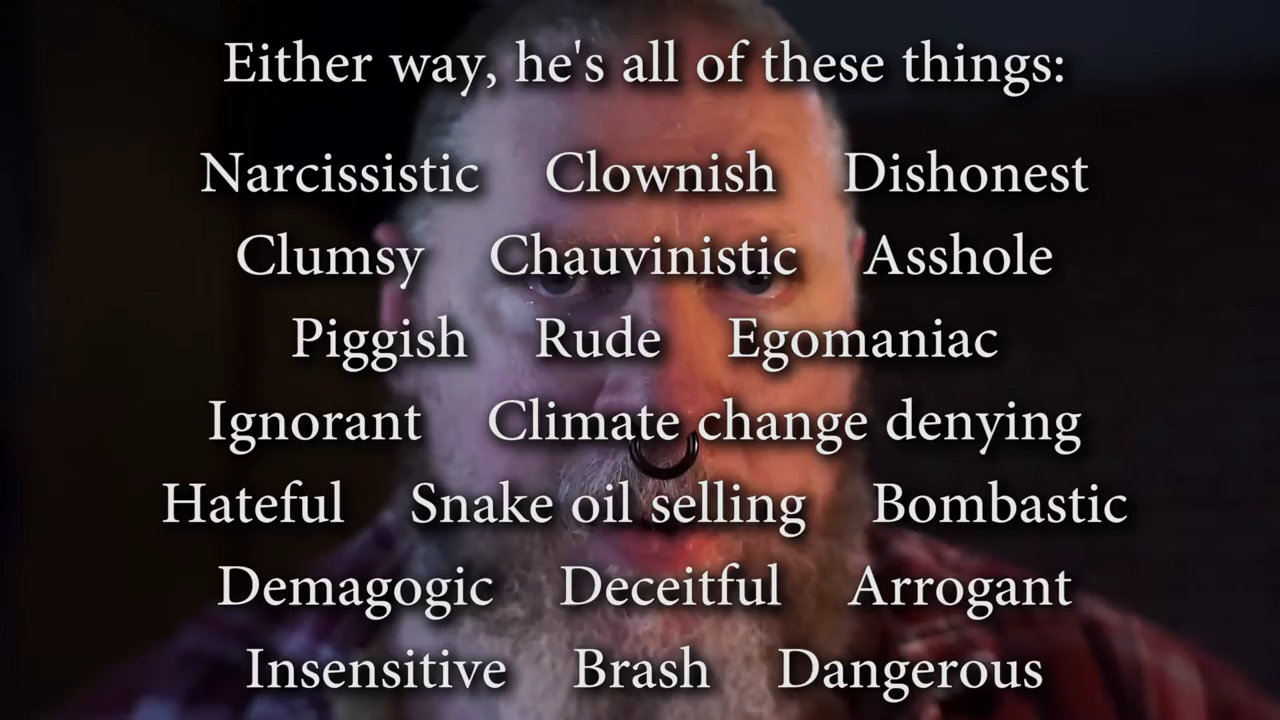 Either way, he's all of these things:
Narcissistic Clownish Dishonest
Clumsy Chauvinistic Asshole
Piggish Rude Egomaniac
Ignorant Climate change denying
Hateful Snake oil selling Bombastic
Demagogic Deceitful Arrogant
Insensitive Brash Dangerous